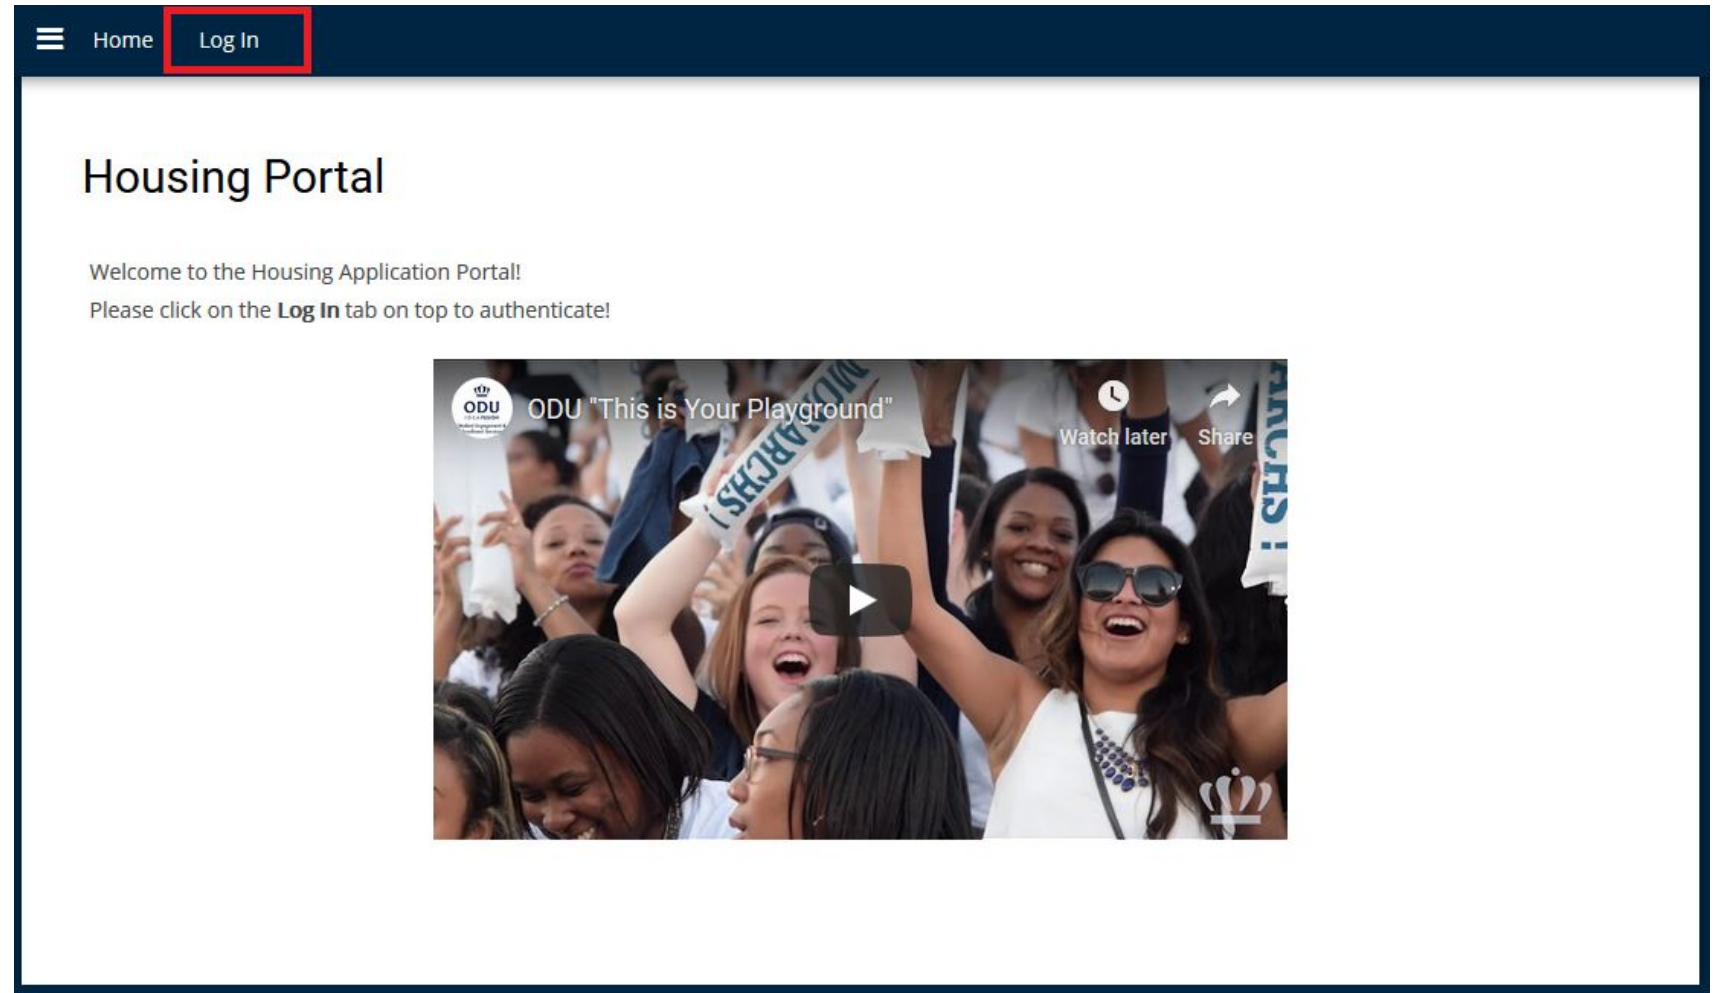 Home Log In
Housing Portal
Welcome to the Housing Application Portal!
Please click on the Log In tab on top to authenticate!
ODU
ODU "This is Your Playground"
Watch later
Share
MONARCHS!
ARCHS!